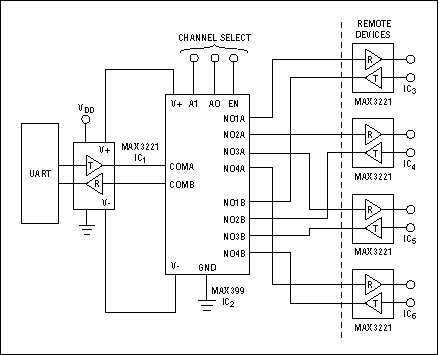 REMOTE
DEVICES
CHANNEL SELECT
R
T
MAX3221
IC3
V+ A1 A0 EN
VDD
V+
MAX3221
IC1
UART
T
R
V-
NO1A
NO2A
NO3A
NO4A
COMA
COMB
NO1B
NO2B
NO3B
NO4B
V-
GND
MAX399
IC2
R
T
MAX3221
IC4
R
T
MAX3221
IC5
R
T
MAX3221
IC6